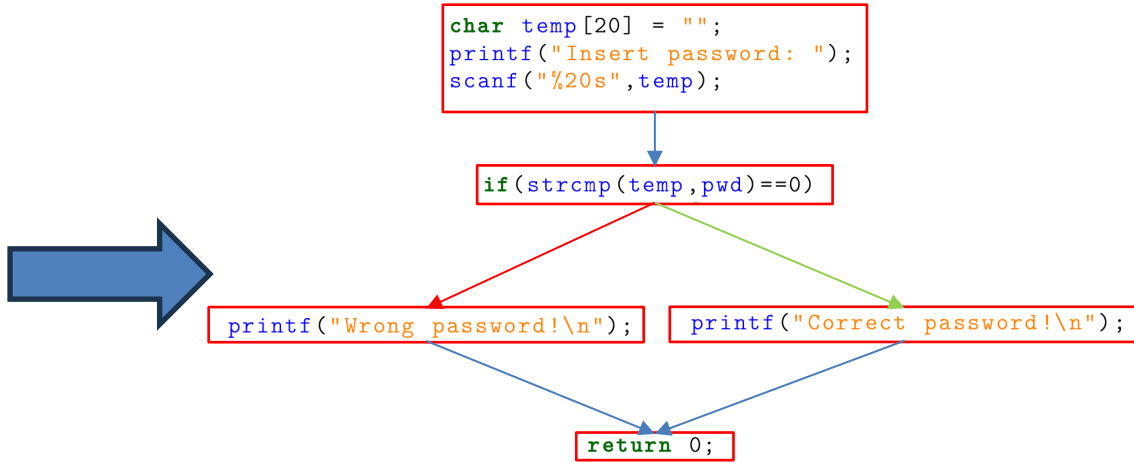 char temp[20] = "";
printf("Insert password: ");
scanf("%20s",temp);
if(strcmp(temp,pwd)==0)
printf("Wrong password!\n");
printf("Correct password!\n");
return 0;